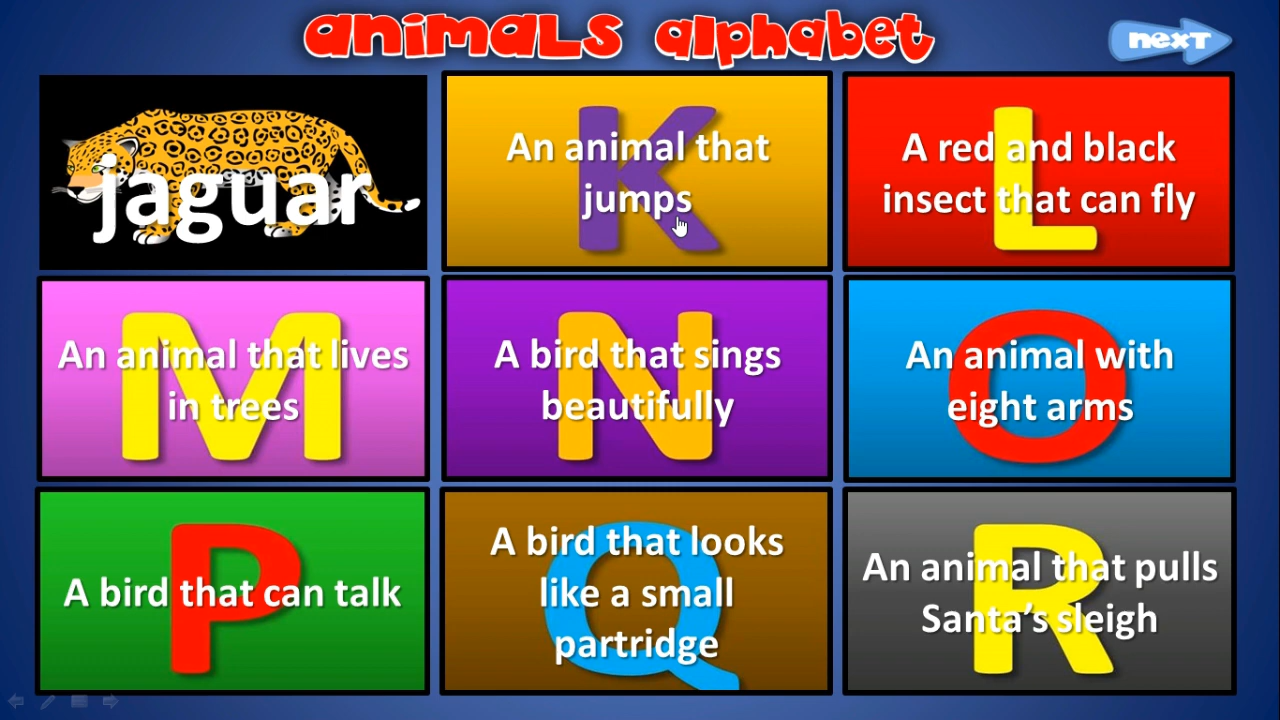 animals alphabet
next
jaguar
K
An animal that
jumps
L
A red and black
insect that can fly
M
An animal that lives
in trees
N
A bird that sings
beautifully
O
An animal with
eight arms
P
A bird that can talk
Q
A bird that looks
like a small
partridge
R
An animal that pulls
Santa’s sleigh